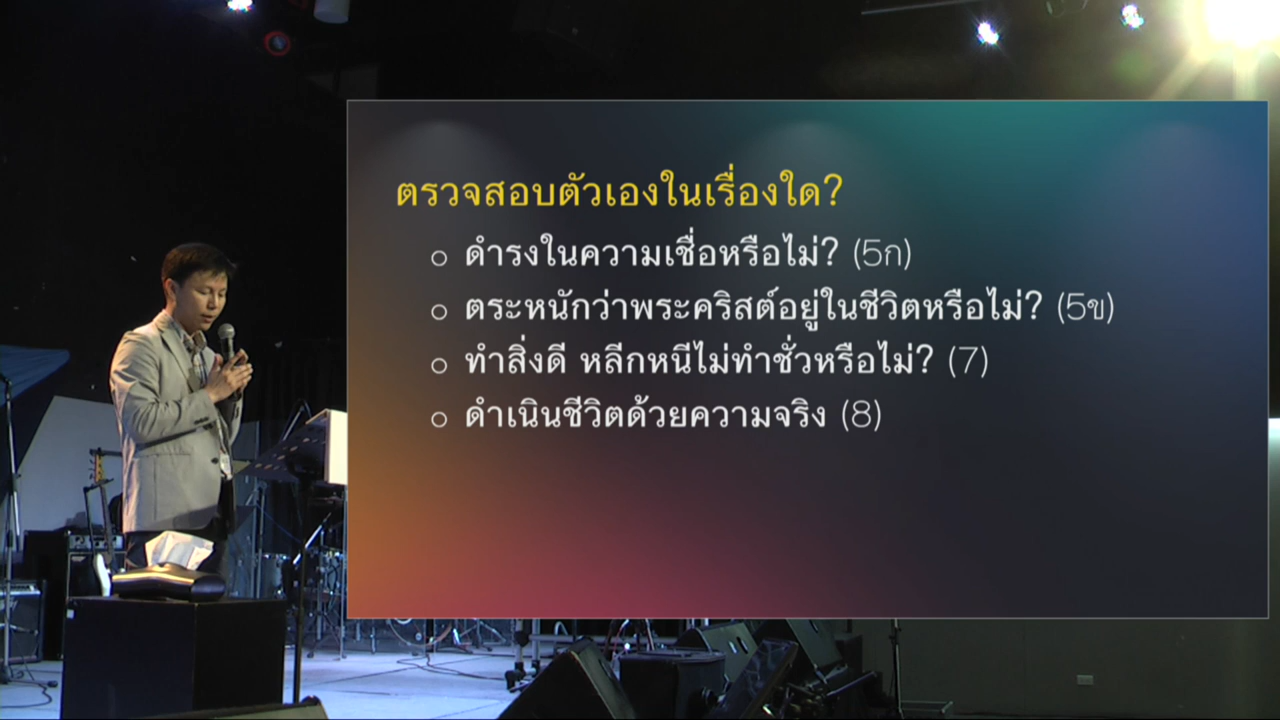 ตรวจสอบตัวเองในเรื่องใด?
ดำรงในความเชื่อหรือไม่? (5ก)
ตระหนักว่าพระคริสต์อยู่ในชีวิตหรือไม่? (5ข)
ทำสิ่งดี หลีกหนีไม่ทำชั่วหรือไม่? (7)
ดำเนินชีวิตด้วยความจริง (8)